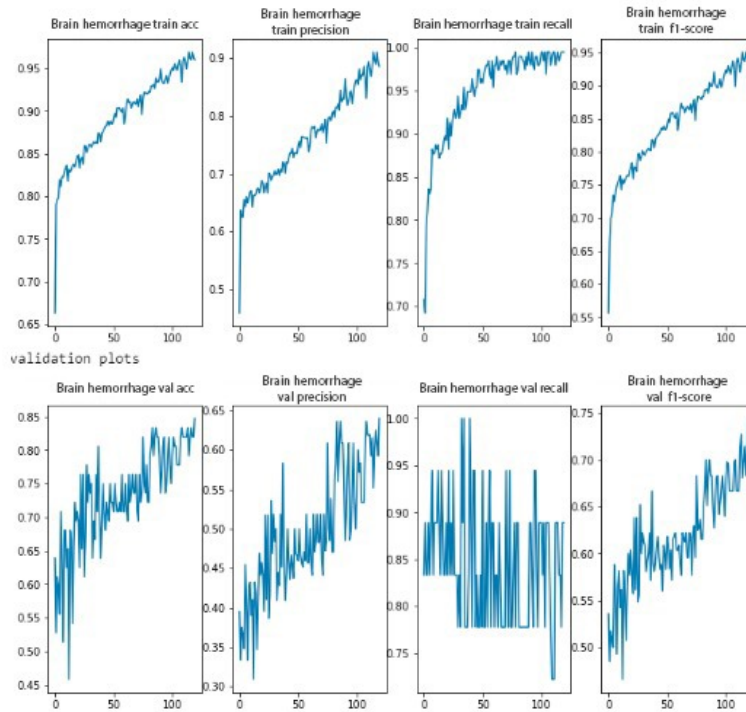 Brain hemorrhage train acc
Brain hemorrhage
train precision
Brain hemorrhage train recall
Brain hemorrhage
train f1-score
0.95
0.90
0.85
0.80
0.75
0.70
0.65
0 50 100
0.9
0.8
0.7
0.6
0.5
0 50 100
1.00
0.95
0.90
0.85
0.80
0.75
0.70
0 50 100
0.95
0.90
0.85
0.80
0.75
0.70
0.65
0.60
0.55
0 50 100
validation plots
Brain hemorrhage val acc
Brain hemorrhage
val precision
Brain hemorrhage val recall
Brain hemorrhage
val f1-score
0.85
0.80
0.75
0.70
0.65
0.60
0.55
0.50
0.45
0 50 100
0.65
0.60
0.55
0.50
0.45
0.40
0.35
0.30
0 50 100
1.00
0.95
0.90
0.85
0.80
0.75
0 50 100
0.75
0.70
0.65
0.60
0.55
0.50
0 50 100